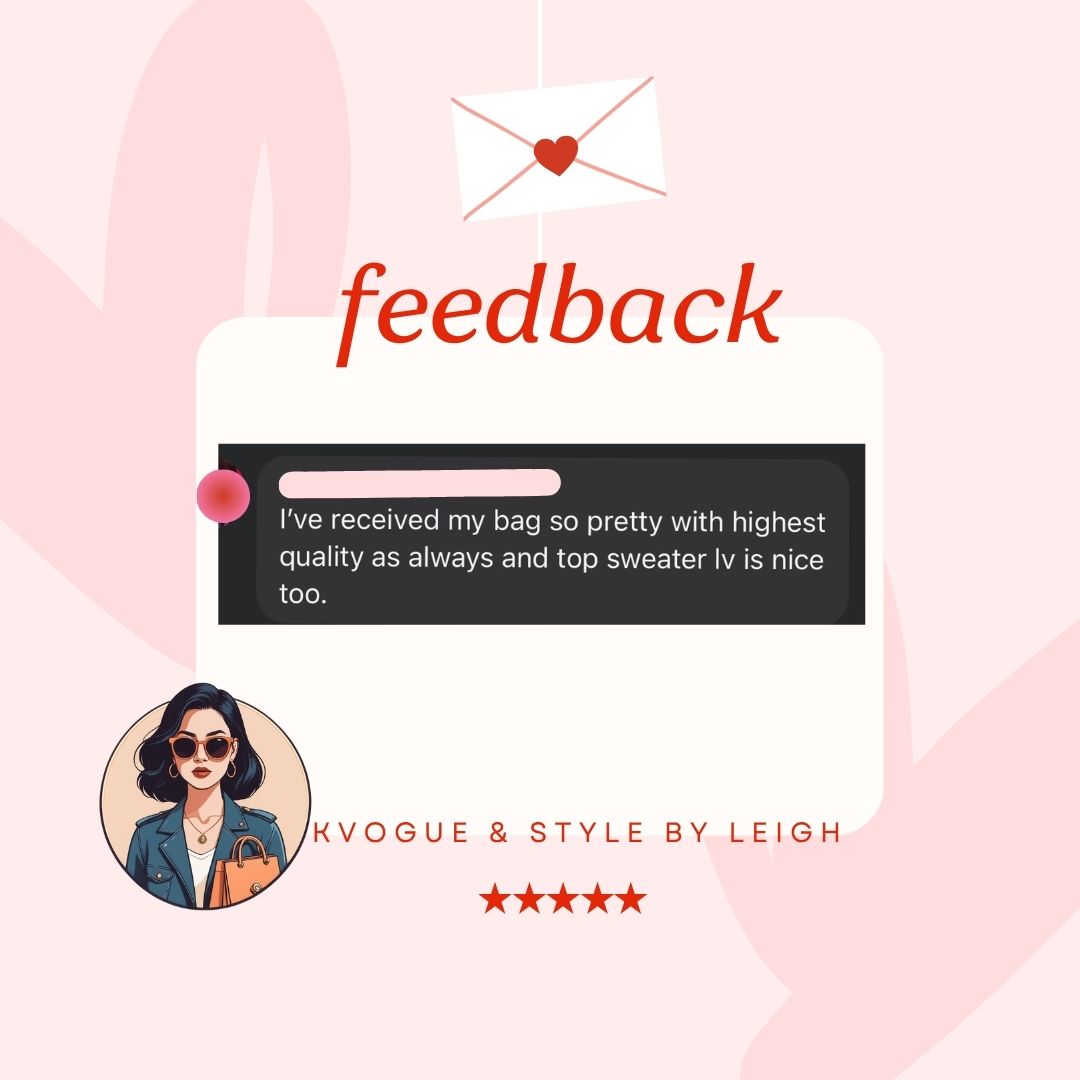 feedback
I've received my bag so pretty with highest
quality as always and top sweater lv is nice
too.
KVOGUE & STYLE BY LEIGH